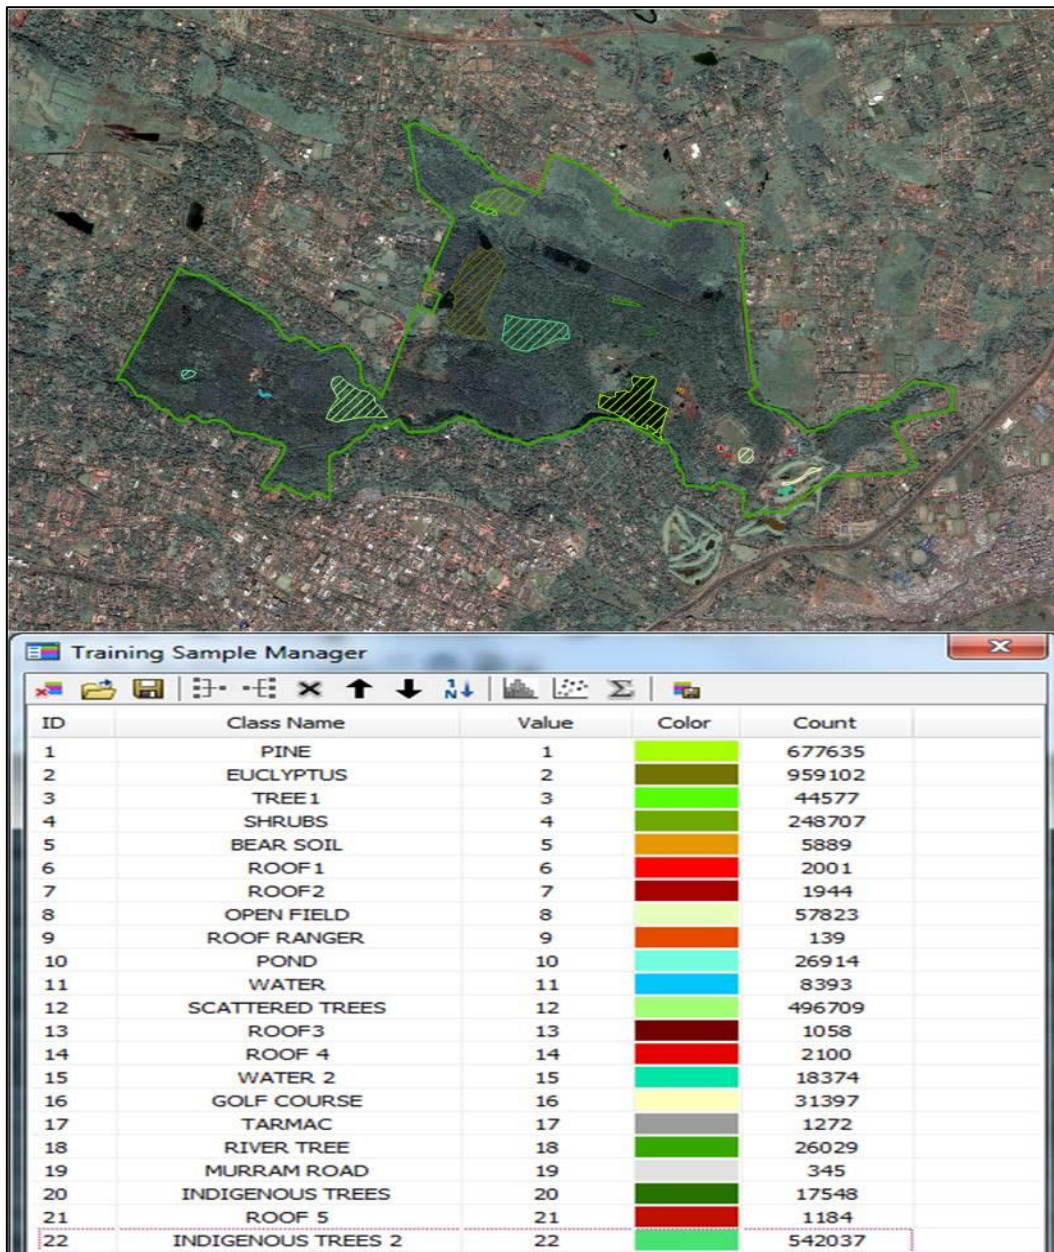 Training Sample Manager
ID Class Name Value Color Count
1 PINE 1 677635
2 EUCLYPTUS 2 959102
3 TREE1 3 44577
4 SHRUBS 4 248707
5 BEAR SOIL 5 5889
6 ROOF1 6 2001
7 ROOF2 7 1944
8 OPEN FIELD 8 57823
9 ROOF RANGER 9 139
10 POND 10 26914
11 WATER 11 8393
12 SCATTERED TREES 12 496709
13 ROOF3 13 1058
14 ROOF 4 14 2100
15 WATER 2 15 18374
16 GOLF COURSE 16 31397
17 TARMAC 17 1272
18 RIVER TREE 18 26029
19 MURRAM ROAD 19 345
20 INDIGENOUS TREES 20 17548
21 ROOF 5 21 1184
22 INDIGENOUS TREES 2 22 542037